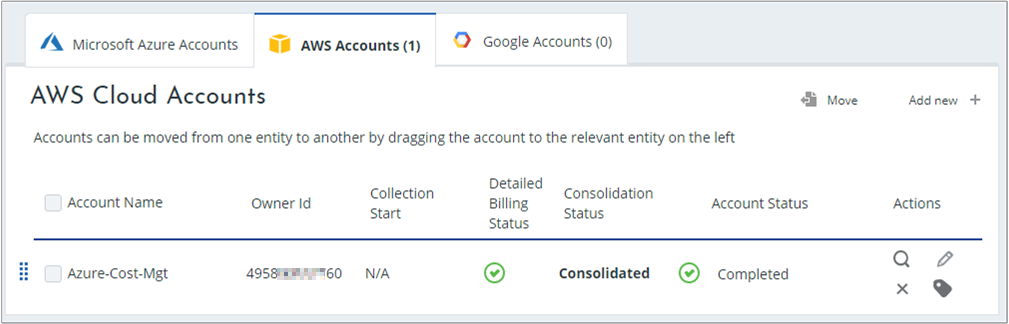 Microsoft Azure Accounts
AWS Accounts (1)
Google Accounts (0)
AWS Cloud Accounts
Move
Add new
Accounts can be moved from one entity to another by dragging the account to the relevant entity on the left
Account Name
Owner Id
Collection
Start
Detailed
Billing
Status
Consolidation
Status
Account Status
Actions
Azure-Cost-Mgt
4958
60
N/A
Consolidated
Completed